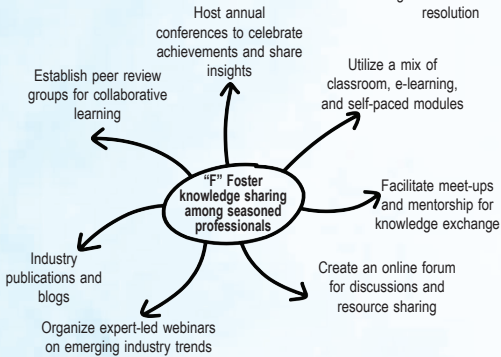 resolution
Host annual
conferences to celebrate
achievements and share
insights
Utilize a mix of
classroom, e-learning,
and self-paced modules
Establish peer review
groups for collaborative
learning
"F" Foster
knowledge sharing
among seasoned
professionals
Facilitate meet-ups
and mentorship for
knowledge exchange
Industry
publications and
blogs
Create an online forum
for discussions and
resource sharing
Organize expert-led webinars
on emerging industry trends